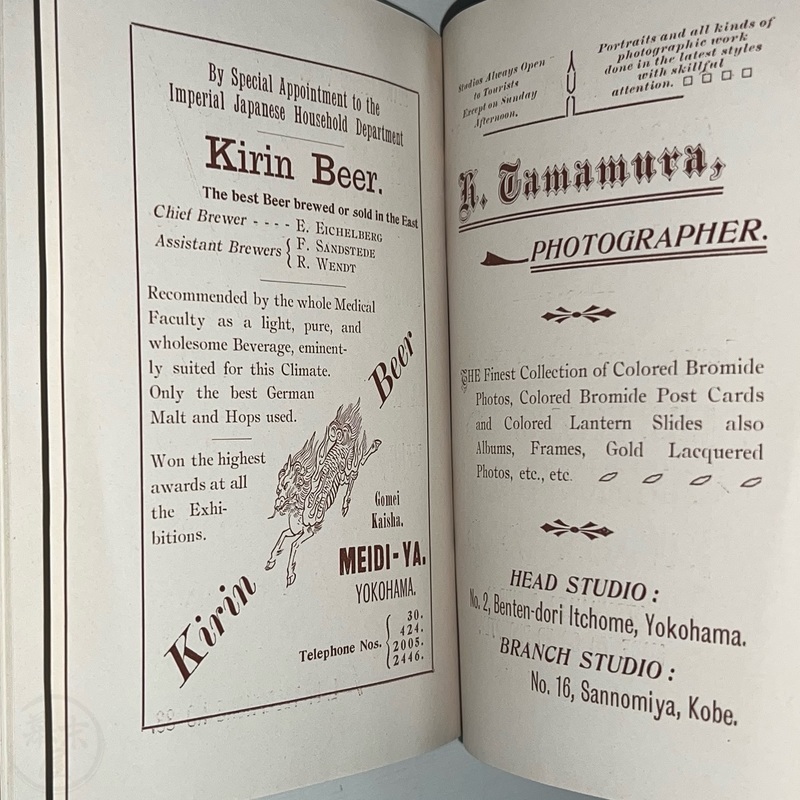 By Special Appointment to the
Imperial Japanese Household Department
Kirin Beer.
The best Beer brewed or sold in the East
Chief Brewer - - - - E. EICHELBERG
Assistant Brewers { F. SANDSTEDE
R. WENDT
Recommended by the whole Medical
Faculty as a light, pure, and
wholesome Beverage, eminent-
ly suited for this Climate.
Only the best German
Malt and Hops used.
Won the highest
awards at all
the Exhi-
bitions.
Kirin
Beer
Gomei
Kaisha.
MEIDI-YA.
YOKOHAMA.
Telephone Nos. { 30.
424.
2005.
2446.
Studios Always Open
to Tourists
Except on Sunday
Afternoon.
Portraits and all kinds of
photographic work
done in the latest styles
with skillful
attention.
K. Tamamura,
PHOTOGRAPHER.
THE Finest Collection of Colored Bromide
Photos, Colored Bromide Post Cards
and Colored Lantern Slides also
Albums, Frames, Gold Lacquered
Photos, etc., etc.
HEAD STUDIO:
No. 2, Benten-dori Itchome, Yokohama.
BRANCH STUDIO:
No. 16, Sannomiya, Kobe.